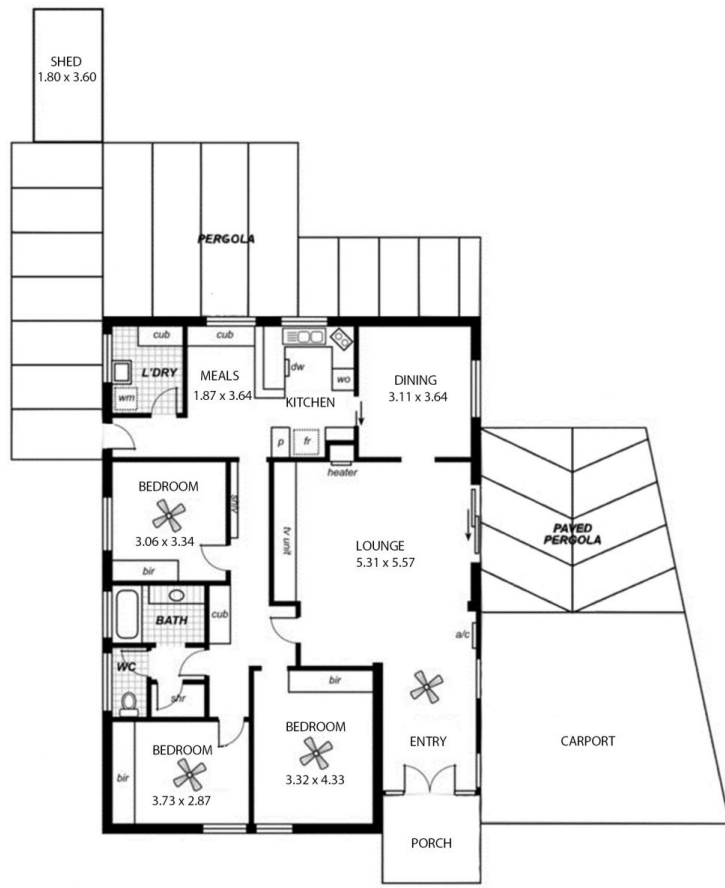 SHED
1.80 x 3.60
PERGOLA
cub
cub
L'DRY
wm
MEALS
1.87 x 3.64
dw
wo
KITCHEN
p
fr
DINING
3.11 x 3.64
heater
BEDROOM
3.06 x 3.34
bir
shlv
tv unit
LOUNGE
5.31 x 5.57
PAVED
PERGOLA
BATH
cub
a/c
WC
shr
bir
BEDROOM
3.32 x 4.33
ENTRY
CARPORT
BEDROOM
3.73 x 2.87
bir
PORCH